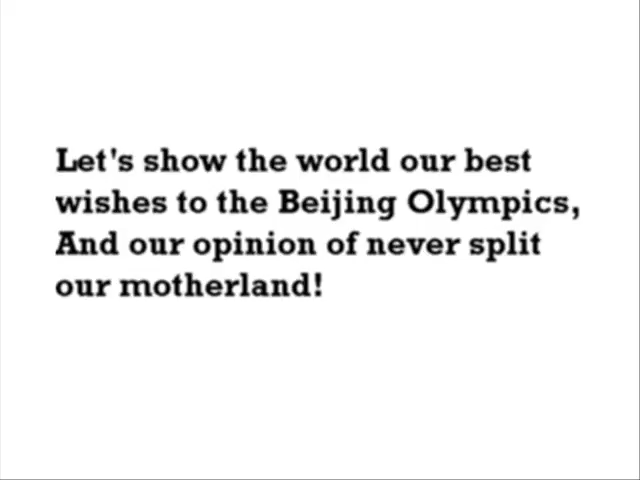 Let's show the world our best
wishes to the Beijing Olympics,
And our opinion of never split
our motherland!